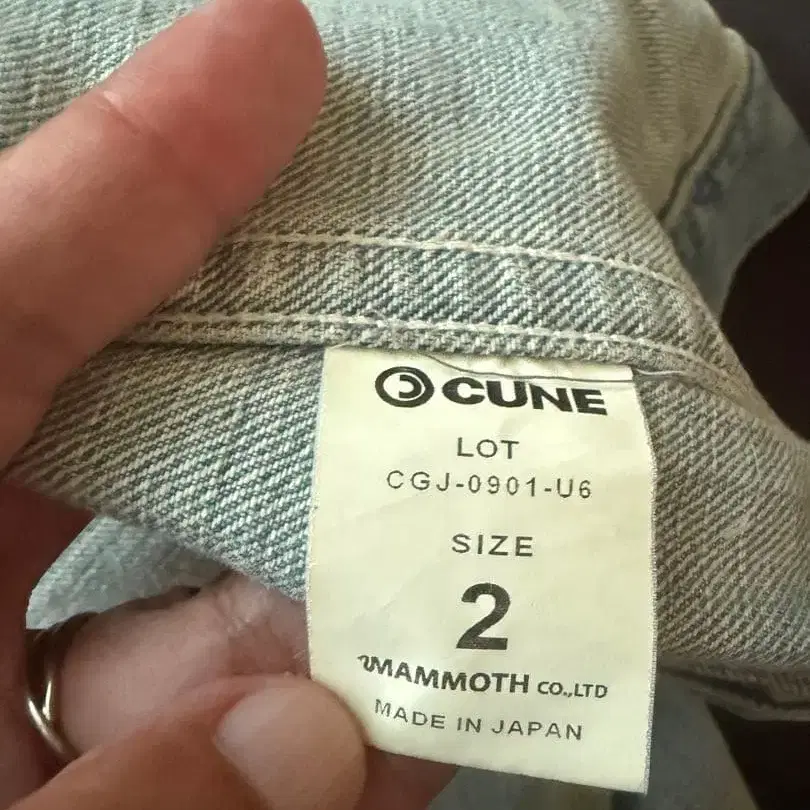 CUNE
LOT
CGJ-0901-U6
SIZE
2
MAMMOTH CO.,LTD
MADE IN JAPAN